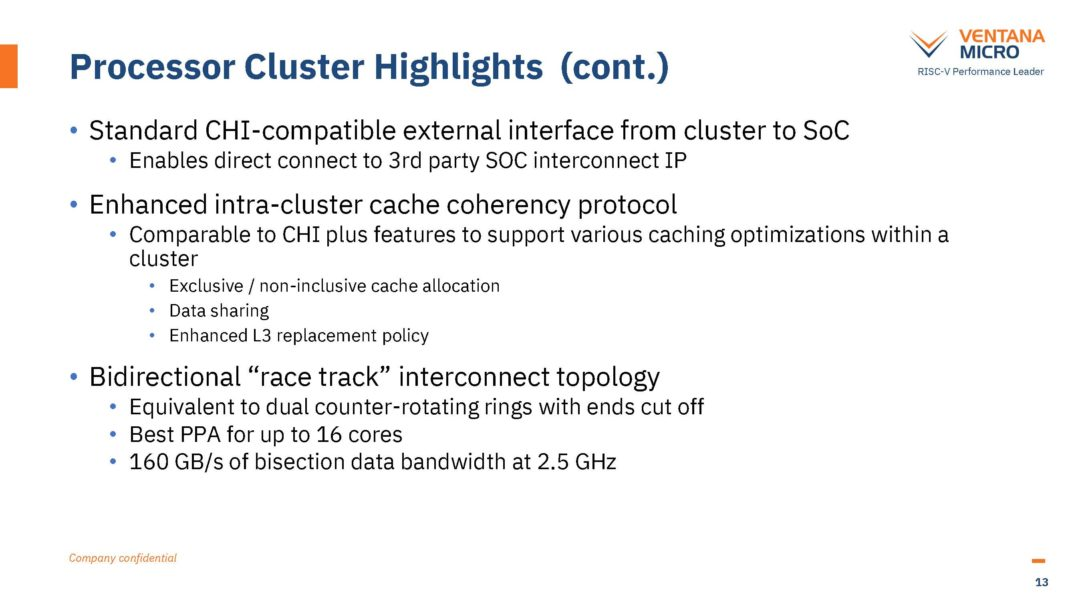 VENTANA
MICRO
RISC-V Performance Leader
Processor Cluster Highlights (cont.)
• Standard CHI-compatible external interface from cluster to SoC
• Enables direct connect to 3rd party SOC interconnect IP
• Enhanced intra-cluster cache coherency protocol
• Comparable to CHI plus features to support various caching optimizations within a
cluster
• Exclusive / non-inclusive cache allocation
• Data sharing
• Enhanced L3 replacement policy
• Bidirectional “race track” interconnect topology
• Equivalent to dual counter-rotating rings with ends cut off
• Best PPA for up to 16 cores
• 160 GB/s of bisection data bandwidth at 2.5 GHz
Company confidential
13